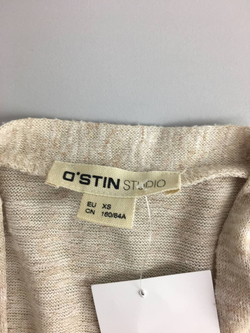 O'STIN STUDIO
EU XS
CN 160/84A